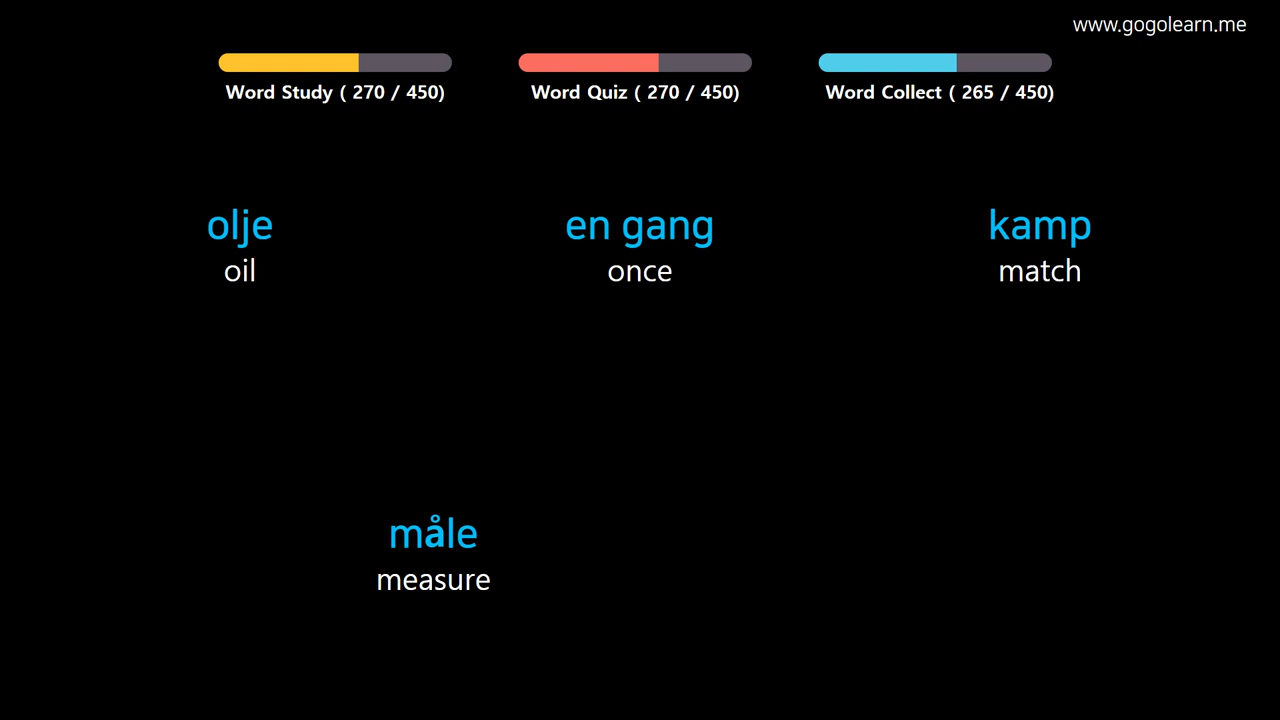 www.gogolearn.me
Word Study ( 270 / 450)
Word Quiz ( 270 / 450)
Word Collect ( 265 / 450)
olje
oil
en gang
once
kamp
match
måle
measure